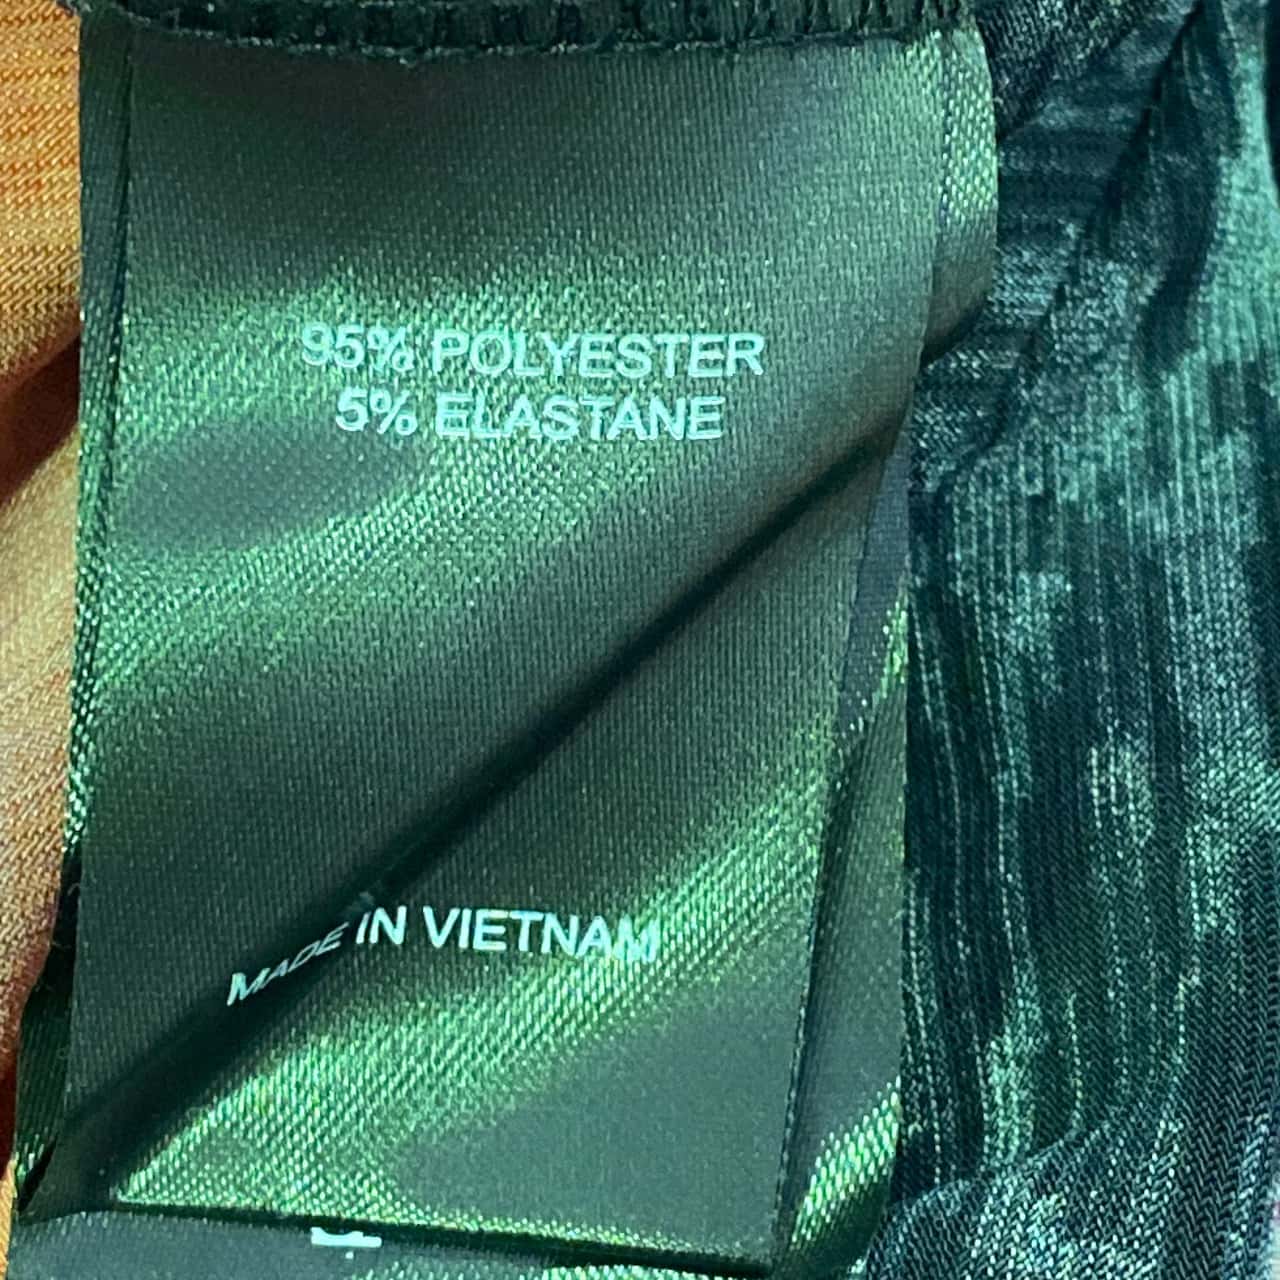 95% POLYESTER
5% ELASTANE
MADE IN VIETNAM